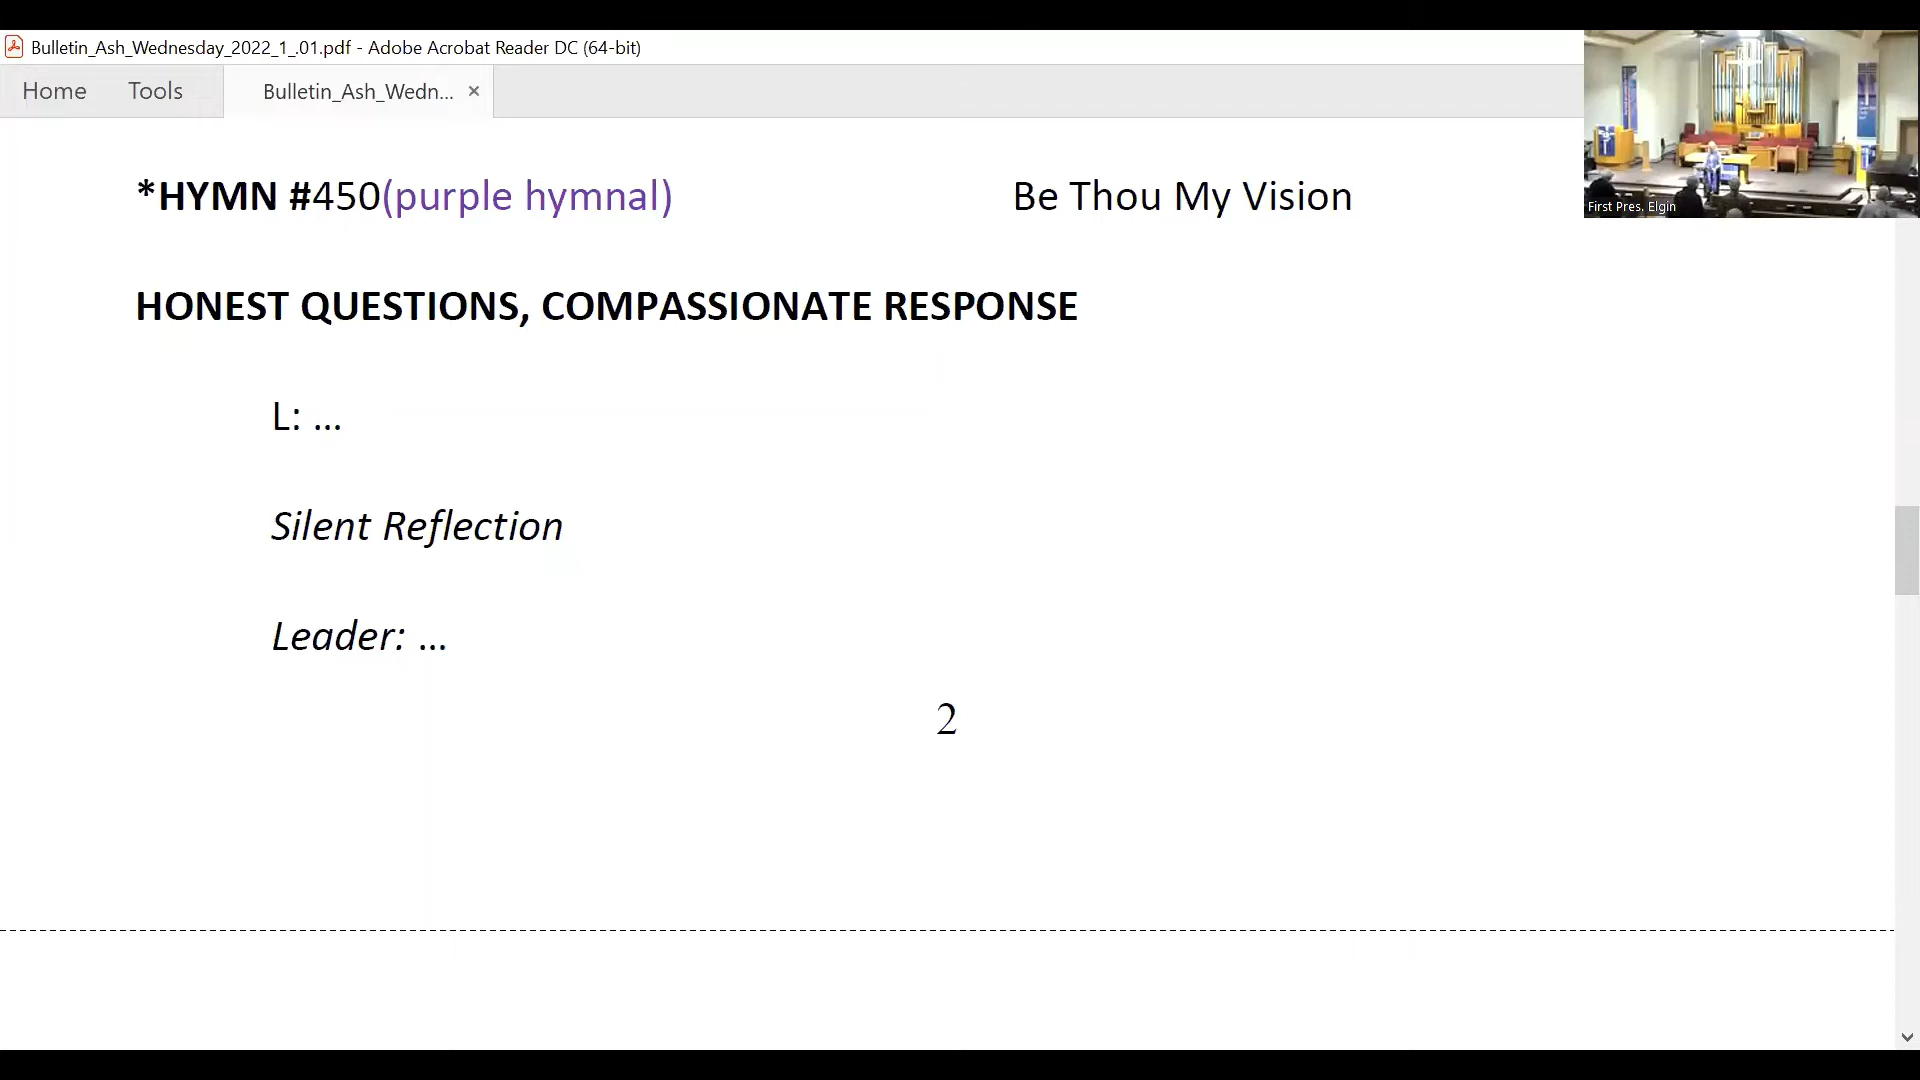 Bulletin_Ash_Wednesday_2022_1_.01.pdf - Adobe Acrobat Reader DC (64-bit)
Home Tools Bulletin_Ash_Wedn... ×
*HYMN #450(purple hymnal) Be Thou My Vision
HONEST QUESTIONS, COMPASSIONATE RESPONSE
L: ...
Silent Reflection
Leader: ...
2
First Pres. Elgin